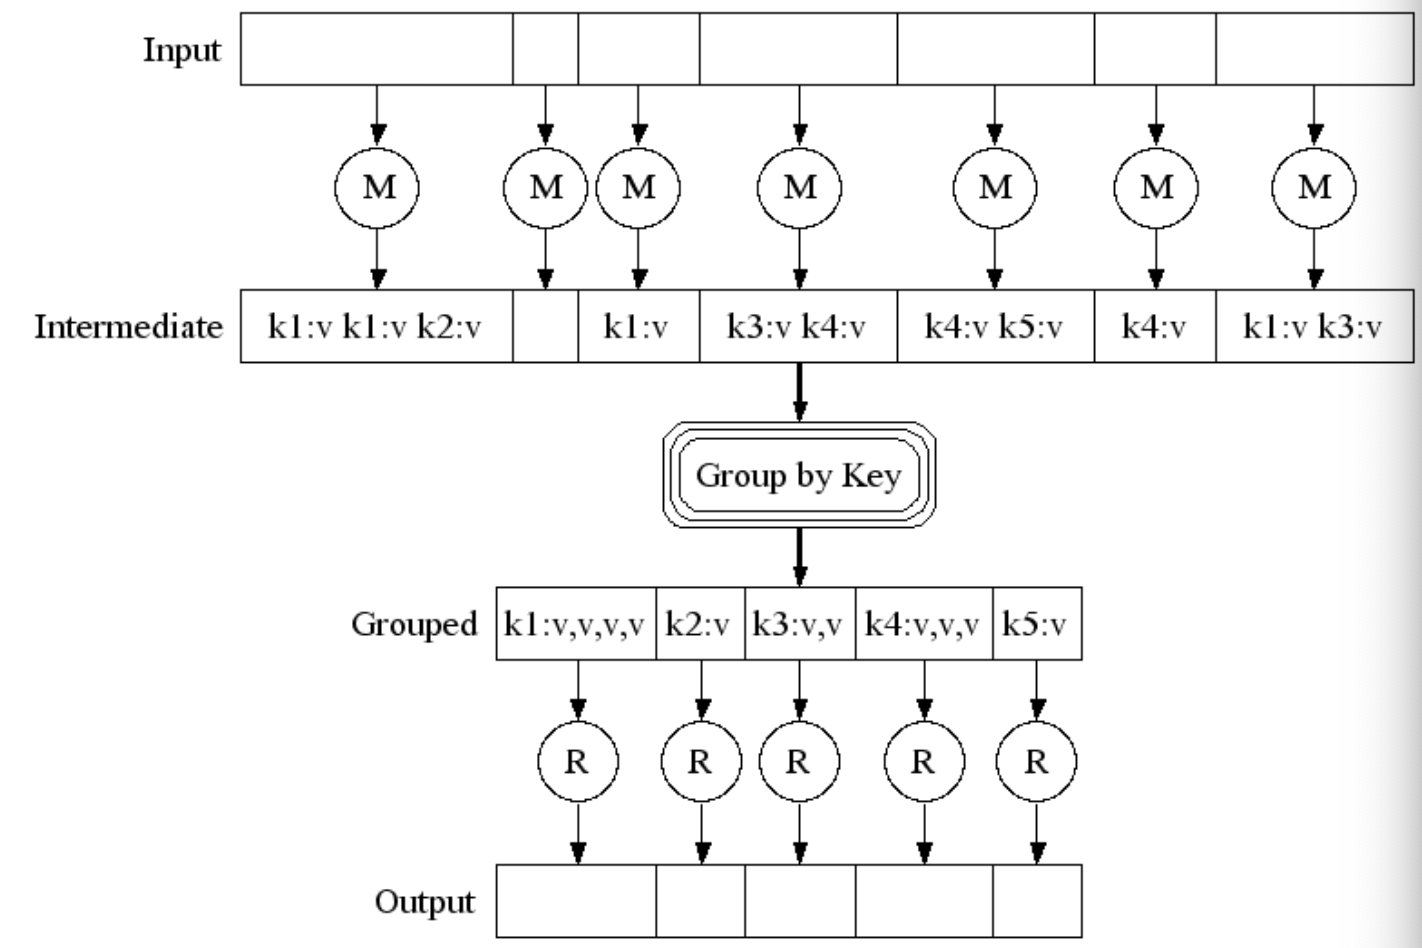 Input
M M M M M M M
Intermediate k1:v k1:v k2:v k1:v k3:v k4:v k4:v k5:v k4:v k1:v k3:v
Group by Key
Grouped k1:v,v,v,v k2:v k3:v,v k4:v,v,v k5:v
R R R R R
Output